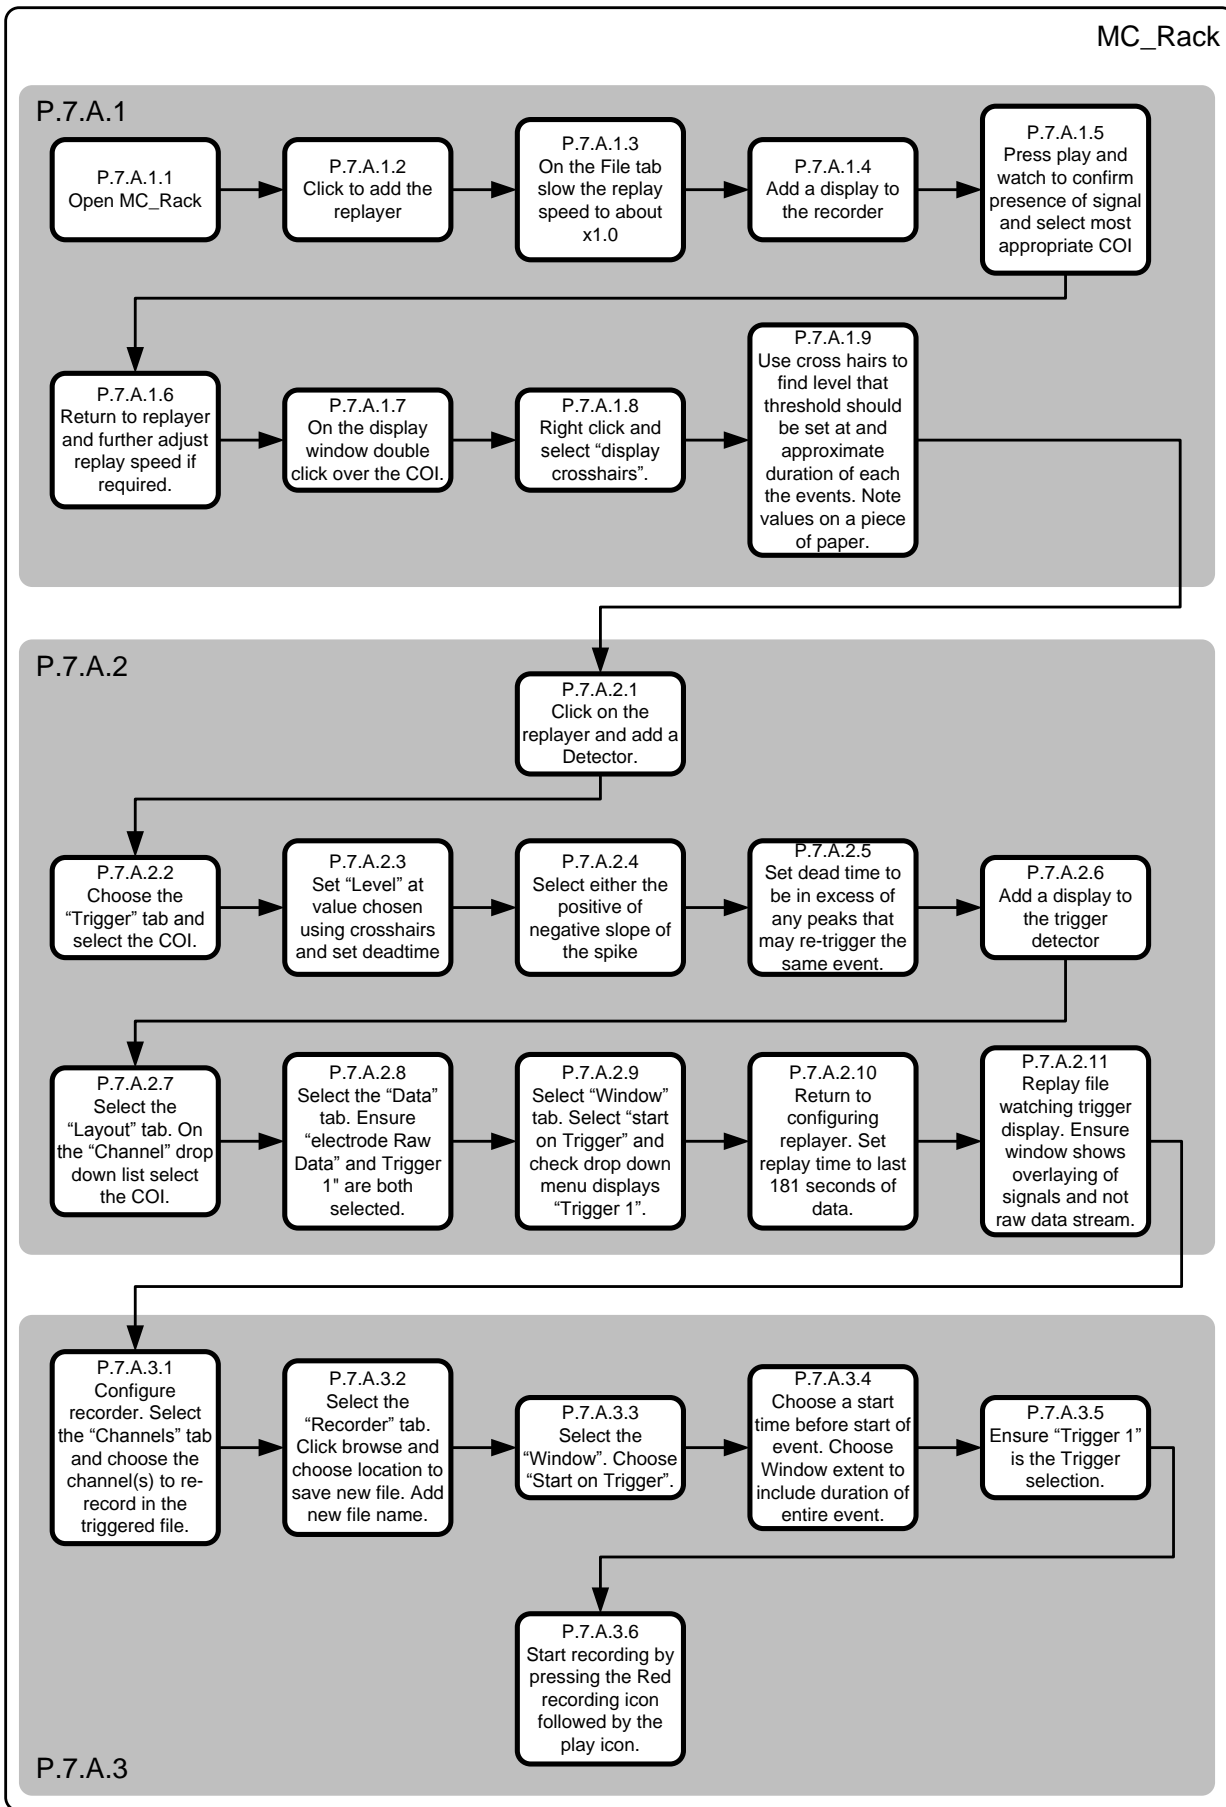 MC_Rack
P.7.A.1
P.7.A.1.1
Open MC_Rack
P.7.A.1.2
Click to add the
replayer
P.7.A.1.3
On the File tab
slow the replay
speed to about
x1.0
P.7.A.1.4
Add a display to
the recorder
P.7.A.1.5
Press play and
watch to confirm
presence of signal
and select most
appropriate COI
P.7.A.1.6
Return to replayer
and further adjust
replay speed if
required.
P.7.A.1.7
On the display
window double
click over the COI.
P.7.A.1.8
Right click and
select “display
crosshairs”.
P.7.A.1.9
Use cross hairs to
find level that
threshold should
be set at and
approximate
duration of each
the events. Note
values on a piece
of paper.
P.7.A.2
P.7.A.2.1
Click on the
replayer and add a
Detector.
P.7.A.2.2
Choose the
“Trigger” tab and
select the COI.
P.7.A.2.3
Set “Level” at
value chosen
using crosshairs
and set deadtime
P.7.A.2.4
Select either the
positive of
negative slope of
the spike
P.7.A.2.5
Set dead time to
be in excess of
any peaks that
may re-trigger the
same event.
P.7.A.2.6
Add a display to
the trigger
detector
P.7.A.2.7
Select the
“Layout” tab. On
the “Channel” drop
down list select
the COI.
P.7.A.2.8
Select the “Data”
tab. Ensure
“electrode Raw
Data” and Trigger
1" are both
selected.
P.7.A.2.9
Select “Window”
tab. Select “start
on Trigger” and
check drop down
menu displays
“Trigger 1”.
P.7.A.2.10
Return to
configuring
replayer. Set
replay time to last
181 seconds of
data.
P.7.A.2.11
Replay file
watching trigger
display. Ensure
window shows
overlaying of
signals and not
raw data stream.
P.7.A.3.1
Configure
recorder. Select
the “Channels” tab
and choose the
channel(s) to re-
record in the
triggered file.
P.7.A.3.2
Select the
“Recorder” tab.
Click browse and
choose location to
save new file. Add
new file name.
P.7.A.3.3
Select the
“Window”. Choose
“Start on Trigger”.
P.7.A.3.4
Choose a start
time before start of
event. Choose
Window extent to
include duration of
entire event.
P.7.A.3.5
Ensure “Trigger 1”
is the Trigger
selection.
P.7.A.3.6
Start recording by
pressing the Red
recording icon
followed by the
play icon.
P.7.A.3